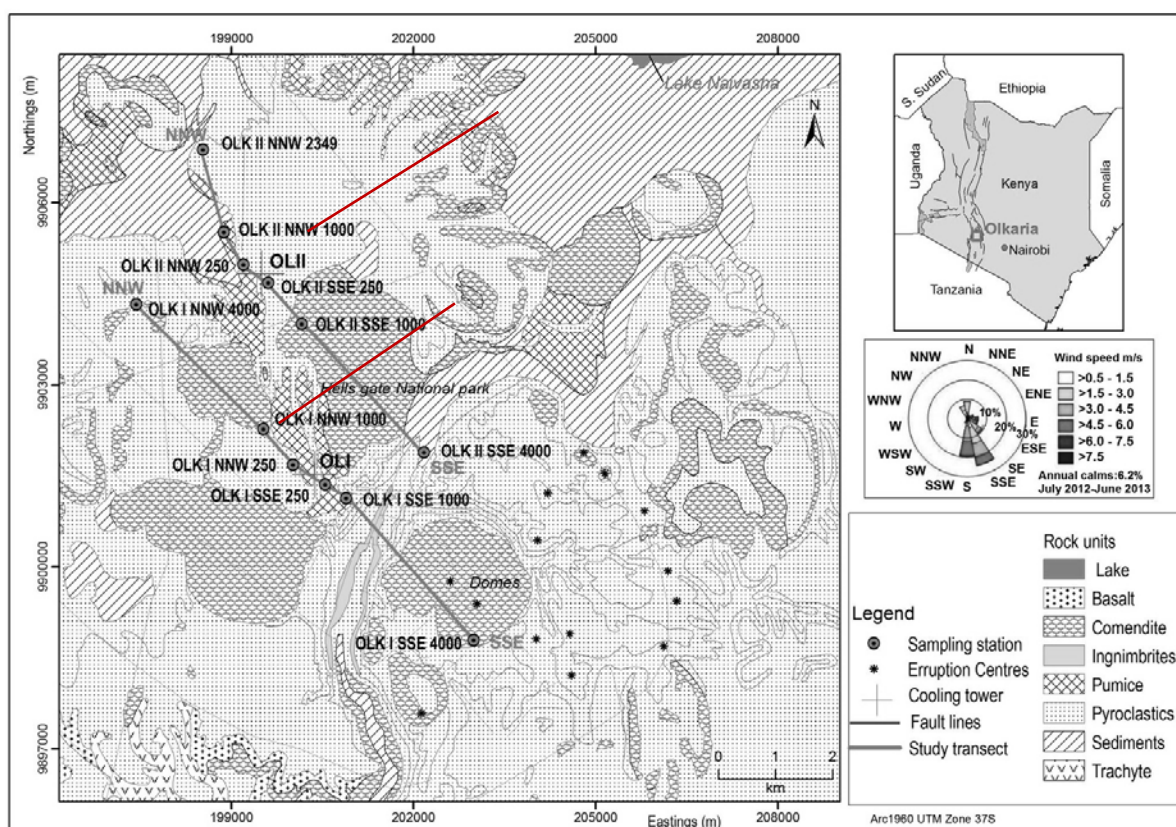 199000 202000 205000 208000
Northings (m)
9906000
9903000
9900000
9897000
Lake Naivasha
N
NNW
OLK II NNW 2349
OLK II NNW 1000
OLK II NNW 250
OLII
NNW
OLK II SSE 250
OLK I NNW 4000
OLK II SSE 1000
Hells gate National park
OLK I NNW 1000
OLK II SSE 4000
SSE
OLK I NNW 250
OLI
OLK I SSE 250
OLK I SSE 1000
Domes
OLK I SSE 4000
SSE
0 2
km
199000 202000 205000 208000
Eastings (m)
S. Sudan
Ethiopia
Uganda
Kenya
Somalia
Olkaria
Nairobi
Tanzania
N
NNE
NE
ENE
E
ESE
SE
SSE
S
SSW
SW
WSW
W
WNW
NW
NNW
10%
20%
30%
Wind speed m/s
>0.5 - 1.5
>1.5 - 3.0
>3.0 - 4.5
>4.5 - 6.0
>6.0 - 7.5
>7.5
Annual calms:6.2%
July 2012-June 2013
Legend
Sampling station
Erruption Centres
Cooling tower
Fault lines
Study transect
Rock units
Lake
Basalt
Comendite
Ingnimbrites
Pumice
Pyroclastics
Sediments
Trachyte
Arc1960 UTM Zone 37S